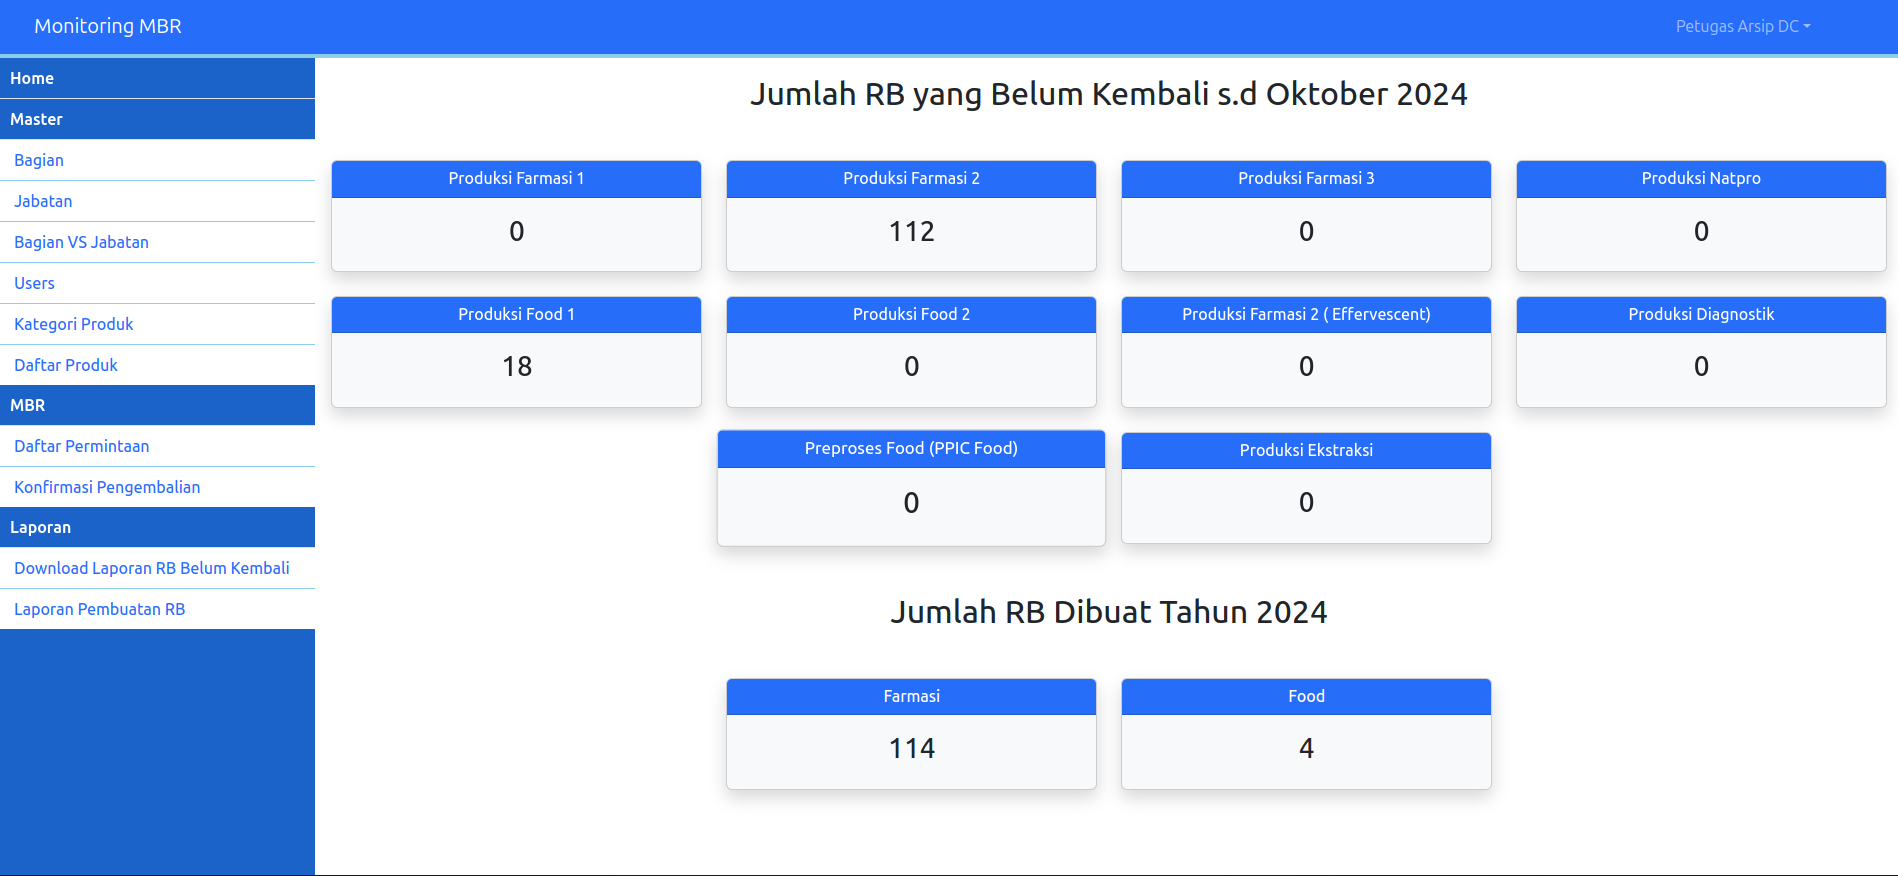 Monitoring MBR
Petugas Arsip DC
Home
Master
Bagian
Jabatan
Bagian VS Jabatan
Users
Kategori Produk
Daftar Produk
MBR
Daftar Permintaan
Konfirmasi Pengembalian
Laporan
Download Laporan RB Belum Kembali
Laporan Pembuatan RB
Jumlah RB yang Belum Kembali s.d Oktober 2024
Produksi Farmasi 1
0
Produksi Farmasi 2
112
Produksi Farmasi 3
0
Produksi Natpro
0
Produksi Food 1
18
Produksi Food 2
0
Produksi Farmasi 2 ( Effervescent)
0
Produksi Diagnostik
0
Preproses Food (PPIC Food)
0
Produksi Ekstraksi
0
Jumlah RB Dibuat Tahun 2024
Farmasi
114
Food
4